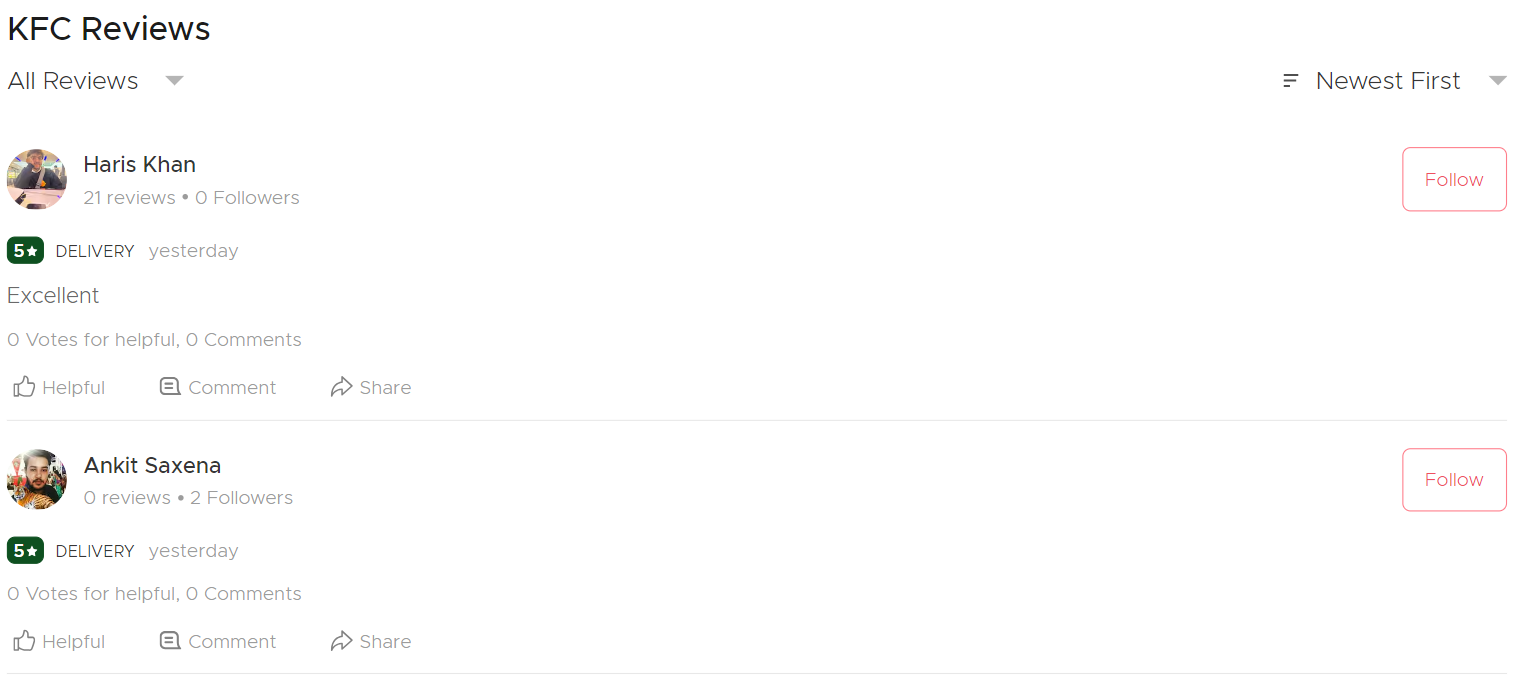 KFC Reviews
All Reviews Newest First
Haris Khan
21 reviews • 0 Followers
Follow
5★ DELIVERY yesterday
Excellent
0 Votes for helpful, 0 Comments
Helpful Comment Share
Ankit Saxena
0 reviews • 2 Followers
Follow
5★ DELIVERY yesterday
0 Votes for helpful, 0 Comments
Helpful Comment Share